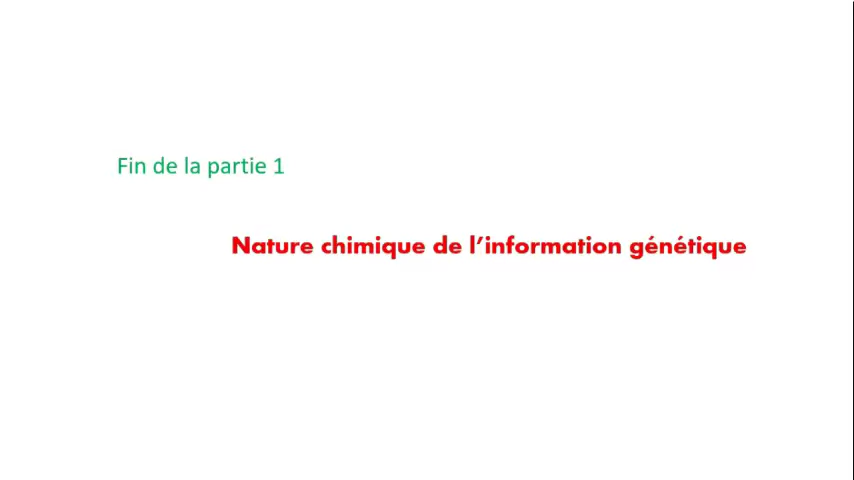 Fin de la partie 1
Nature chimique de l’information génétique